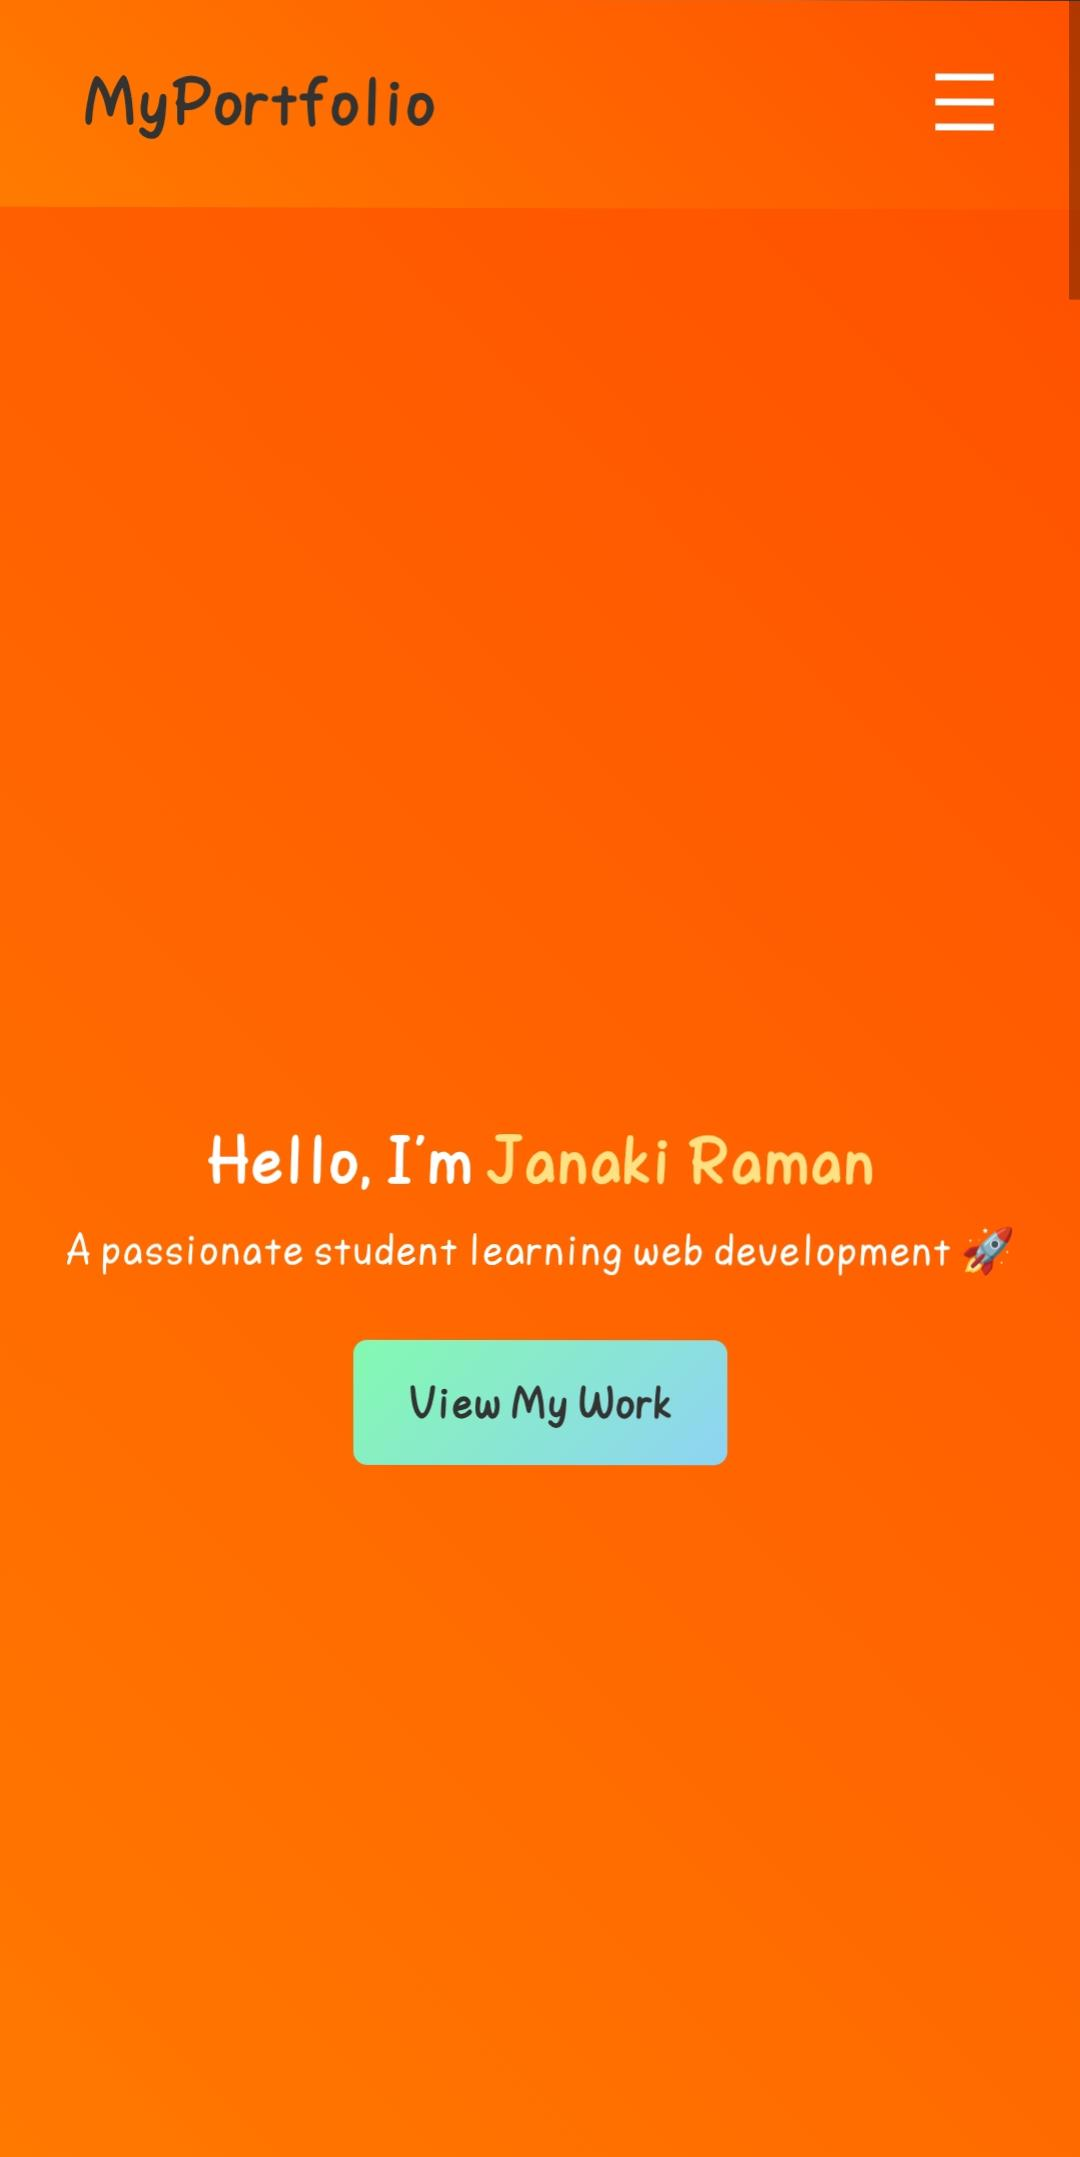 MyPortfolio
Hello, I'm Janaki Raman
A passionate student learning web development 🚀
View My Work